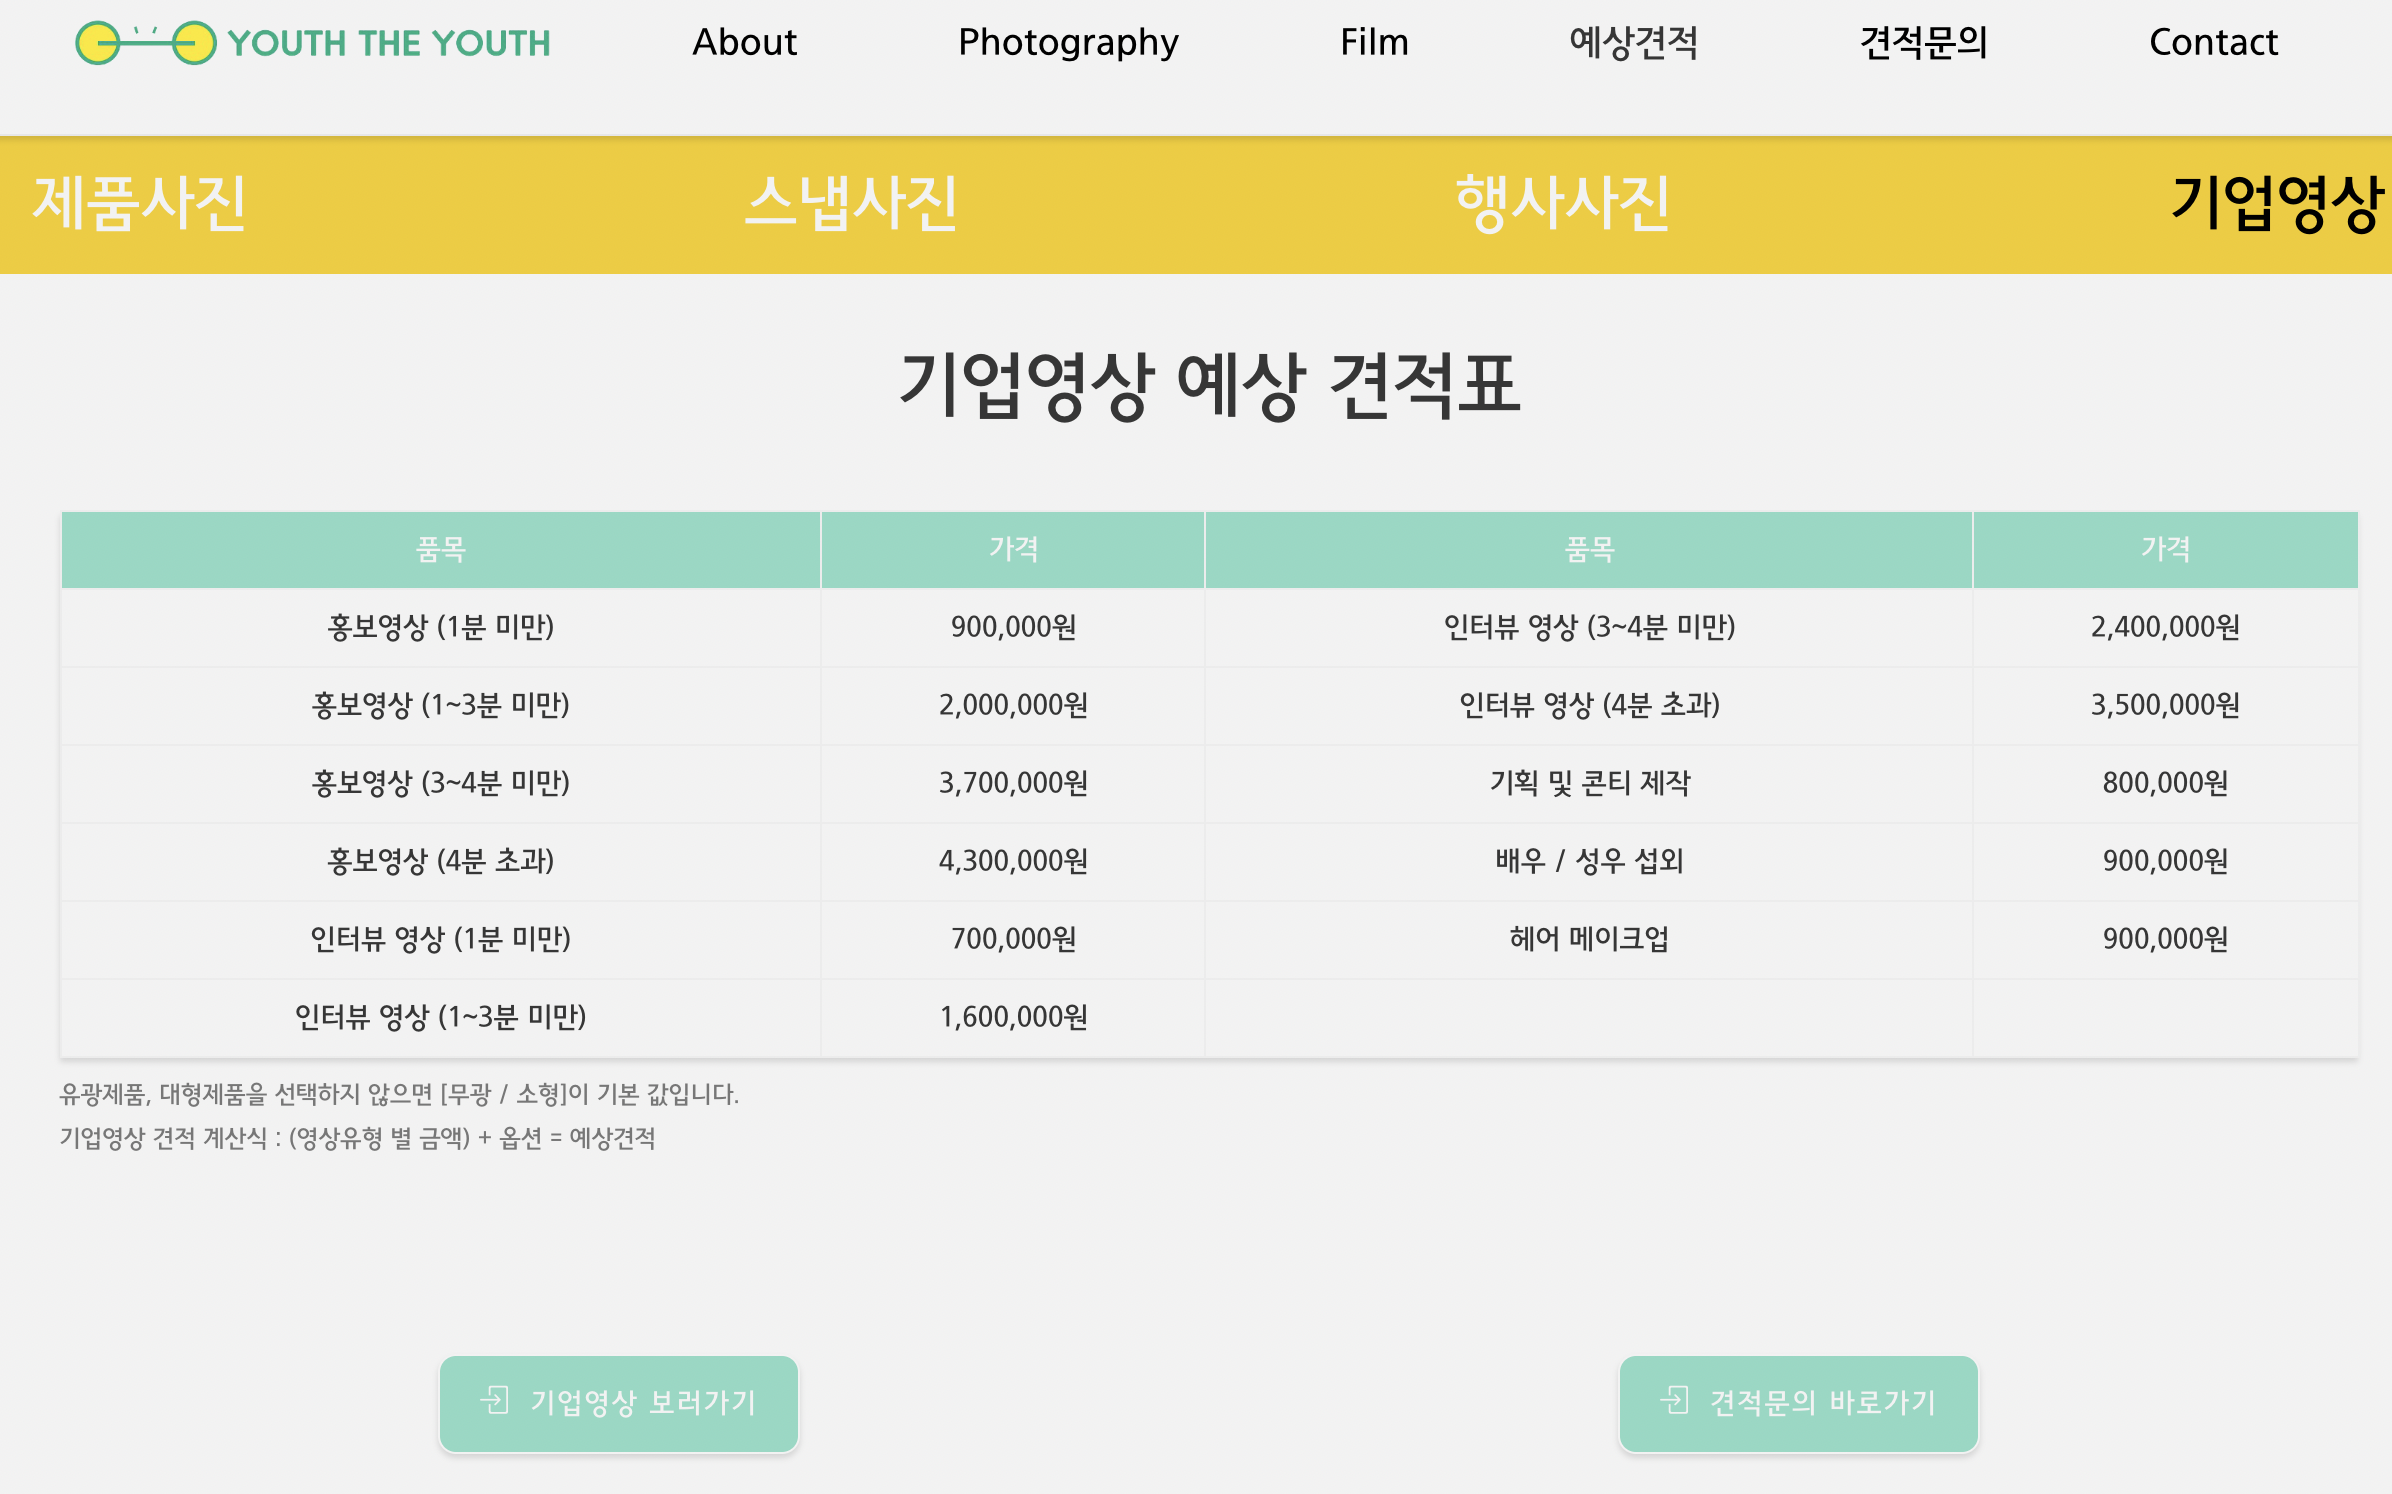 YOUTH THE YOUTH About Photography Film 예상견적 견적문의 Contact
제품사진 스냅사진 행사사진 기업영상
기업영상 예상 견적표
품목 가격 품목 가격
홍보영상 (1분 미만) 900,000원 인터뷰 영상 (3~4분 미만) 2,400,000원
홍보영상 (1~3분 미만) 2,000,000원 인터뷰 영상 (4분 초과) 3,500,000원
홍보영상 (3~4분 미만) 3,700,000원 기획 및 콘티 제작 800,000원
홍보영상 (4분 초과) 4,300,000원 배우 / 성우 섭외 900,000원
인터뷰 영상 (1분 미만) 700,000원 헤어 메이크업 900,000원
인터뷰 영상 (1~3분 미만) 1,600,000원
유광제품, 대형제품을 선택하지 않으면 [무광 / 소형]이 기본 값입니다.
기업영상 견적 계산식 : (영상유형 별 금액) + 옵션 = 예상견적
기업영상 보러가기 견적문의 바로가기